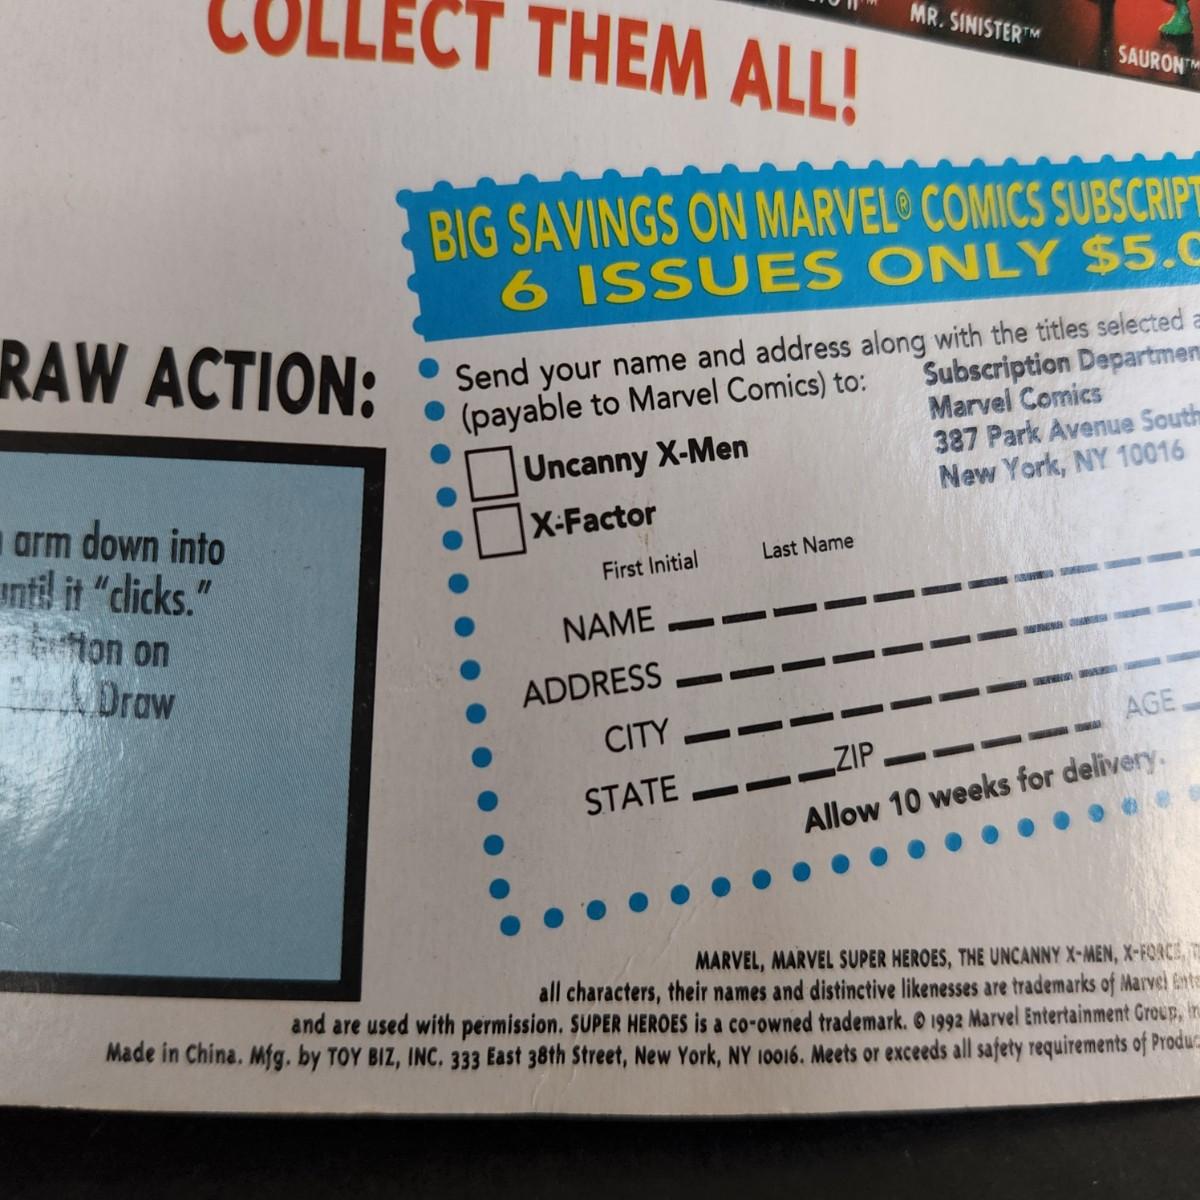 MR. SINISTER™
SAURON™
COLLECT THEM ALL!
BIG SAVINGS ON MARVEL® COMICS SUBSCRIPT
6 ISSUES ONLY $5.0
Send your name and address along with the titles selected a
(payable to Marvel Comics) to:
Subscription Departmen
Marvel Comics
387 Park Avenue South
New York, NY 10016
Uncanny X-Men
X-Factor
First Initial Last Name
NAME
ADDRESS
CITY
STATE ZIP AGE
Allow 10 weeks for delivery.
RAW ACTION:
arm down into
until it "clicks."
button on
Draw
MARVEL, MARVEL SUPER HEROES, THE UNCANNY X-MEN, X-FORCE,
all characters, their names and distinctive likenesses are trademarks of Marvel Ente
and are used with permission. SUPER HEROES is a co-owned trademark. © 1992 Marvel Entertainment Group, In
Made in China. Mfg. by TOY BIZ, INC. 333 East 38th Street, New York, NY 10016. Meets or exceeds all safety requirements of Produc